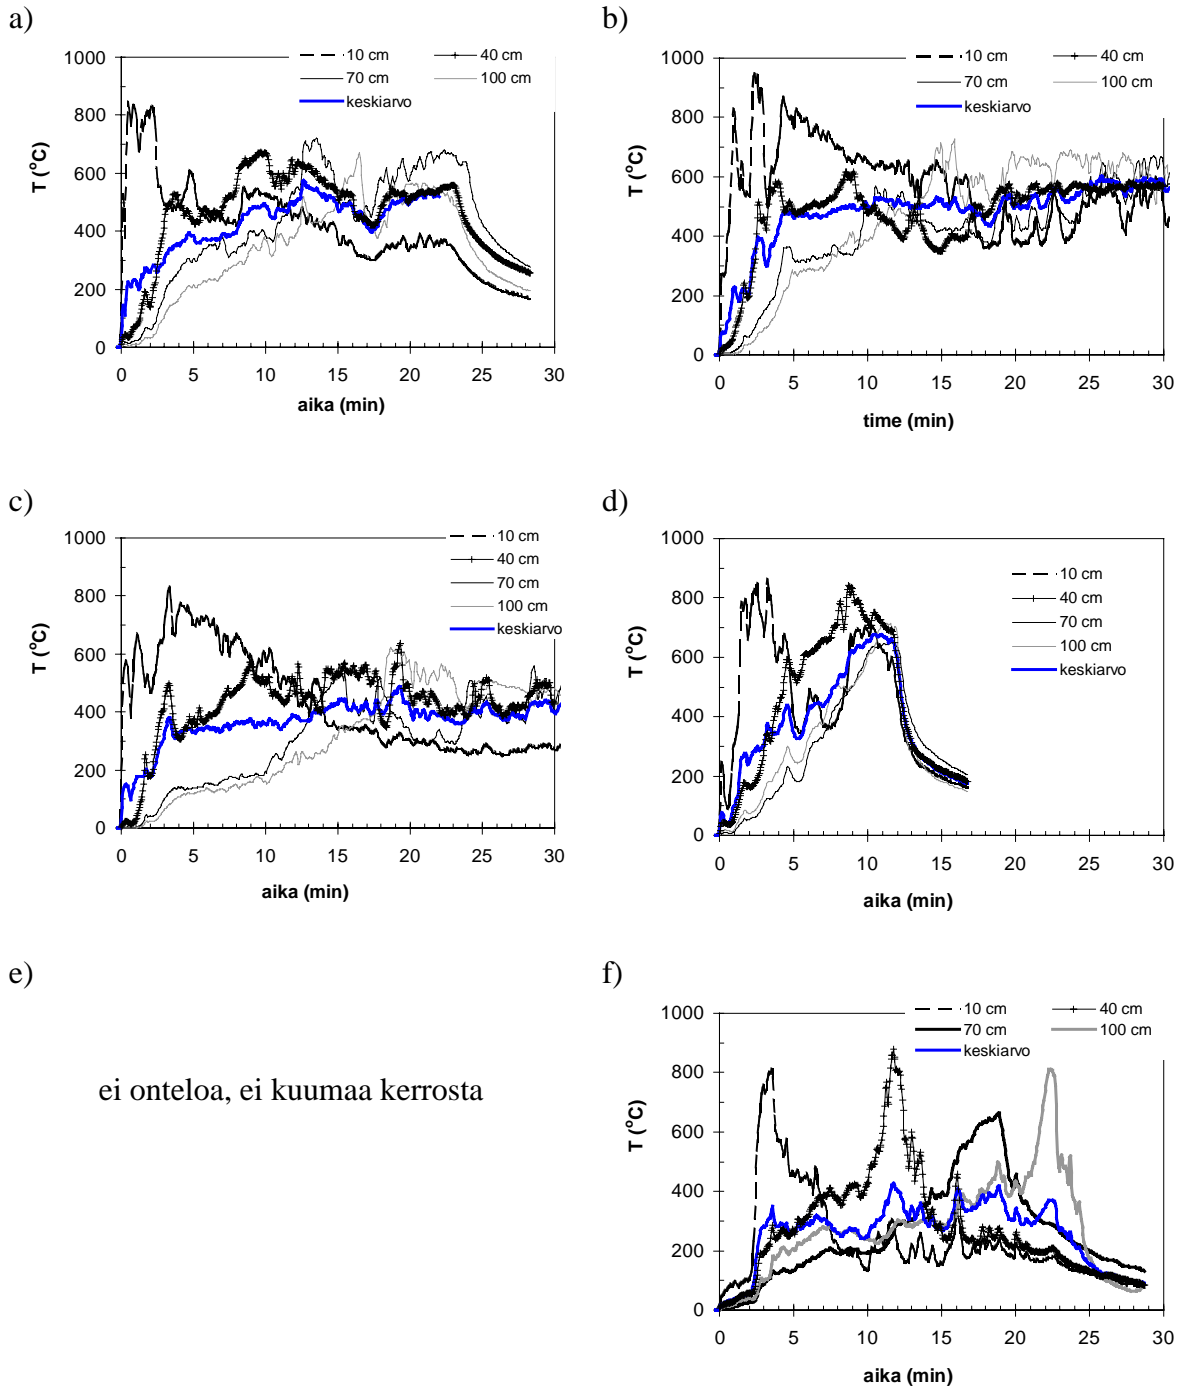 a)
10 cm 40 cm
70 cm 100 cm
keskiarvo
1000
800
600
400
200
0
T (°C)
0 5 10 15 20 25 30
aika (min)
b)
10 cm 40 cm
70 cm 100 cm
keskiarvo
1000
800
600
400
200
0
T (°C)
0 5 10 15 20 25 30
time (min)
c)
10 cm
40 cm
70 cm
100 cm
keskiarvo
1000
800
600
400
200
0
T (°C)
0 5 10 15 20 25 30
aika (min)
d)
10 cm
40 cm
70 cm
100 cm
keskiarvo
1000
800
600
400
200
0
T (°C)
0 5 10 15 20 25 30
aika (min)
e)
ei onteloa, ei kuumaa kerrosta
f)
10 cm 40 cm
70 cm 100 cm
keskiarvo
1000
800
600
400
200
0
T (°C)
0 5 10 15 20 25 30
aika (min)